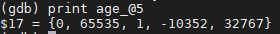 (gdb) print age_@5
$17 = {0, 65535, 1, -10352, 32767}